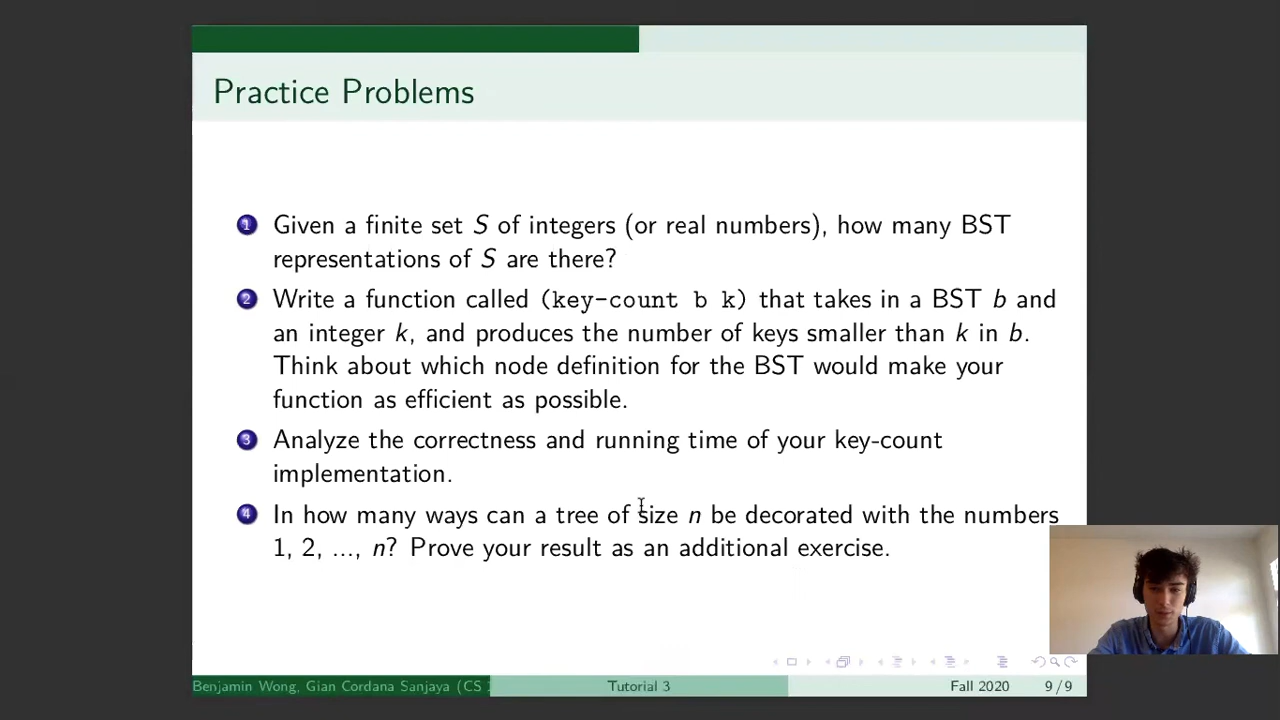 Practice Problems
1 Given a finite set S of integers (or real numbers), how many BST
representations of S are there?
2 Write a function called (key-count b k) that takes in a BST b and
an integer k, and produces the number of keys smaller than k in b.
Think about which node definition for the BST would make your
function as efficient as possible.
3 Analyze the correctness and running time of your key-count
implementation.
4 In how many ways can a tree of size n be decorated with the numbers
1, 2, ..., n? Prove your result as an additional exercise.
Benjamin Wong, Gian Cordana Sanjaya (CS
Tutorial 3
Fall 2020
9/9